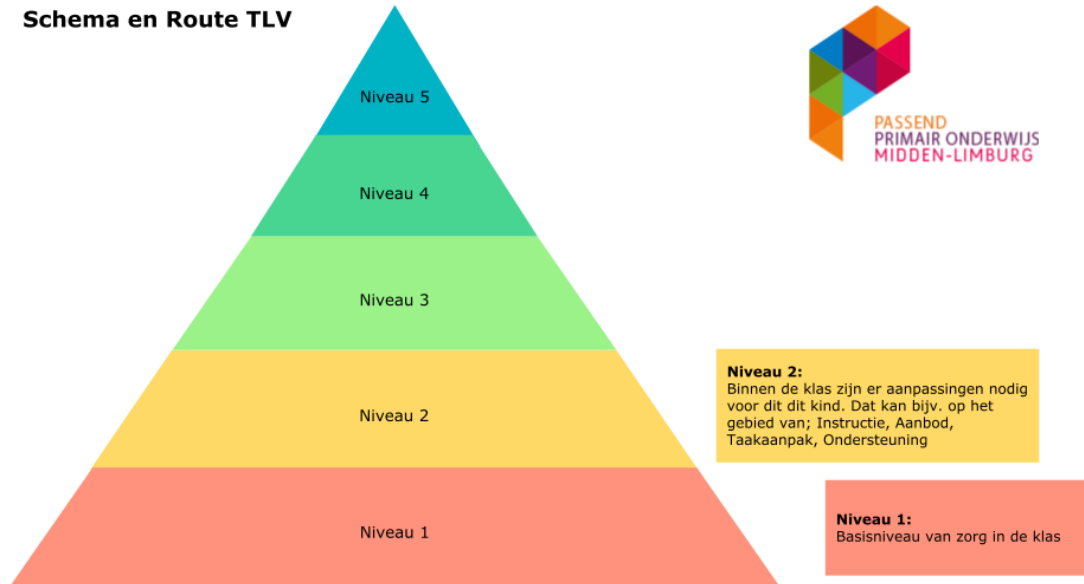 Schema en Route TLV
PASSEND
PRIMAIR ONDERWIJS
MIDDEN-LIMBURG
Niveau 5
Niveau 4
Niveau 3
Niveau 2
Niveau 2:
Binnen de klas zijn er aanpassingen nodig
voor dit dit kind. Dat kan bijv. op het
gebied van; Instructie, Aanbod,
Taakaanpak, Ondersteuning
Niveau 1
Niveau 1:
Basisniveau van zorg in de klas